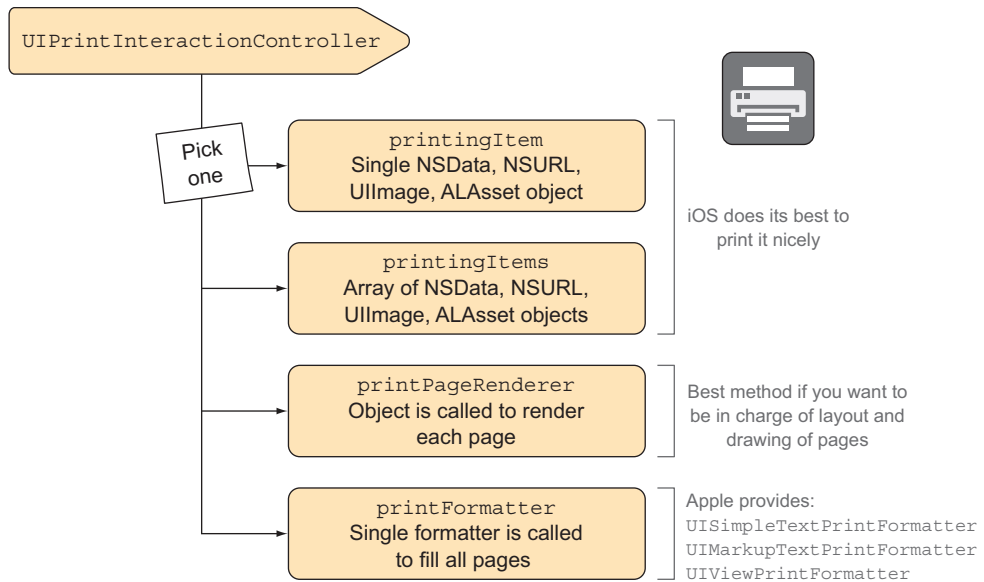 UIPrintInteractionController
Pick
one
printingItem
Single NSData, NSURL,
UIImage, ALAsset object
printingItems
Array of NSData, NSURL,
UIImage, ALAsset objects
iOS does its best to
print it nicely
printPageRenderer
Object is called to render
each page
Best method if you want to
be in charge of layout and
drawing of pages
printFormatter
Single formatter is called
to fill all pages
Apple provides:
UISimpleTextPrintFormatter
UIMarkupTextPrintFormatter
UIViewPrintFormatter